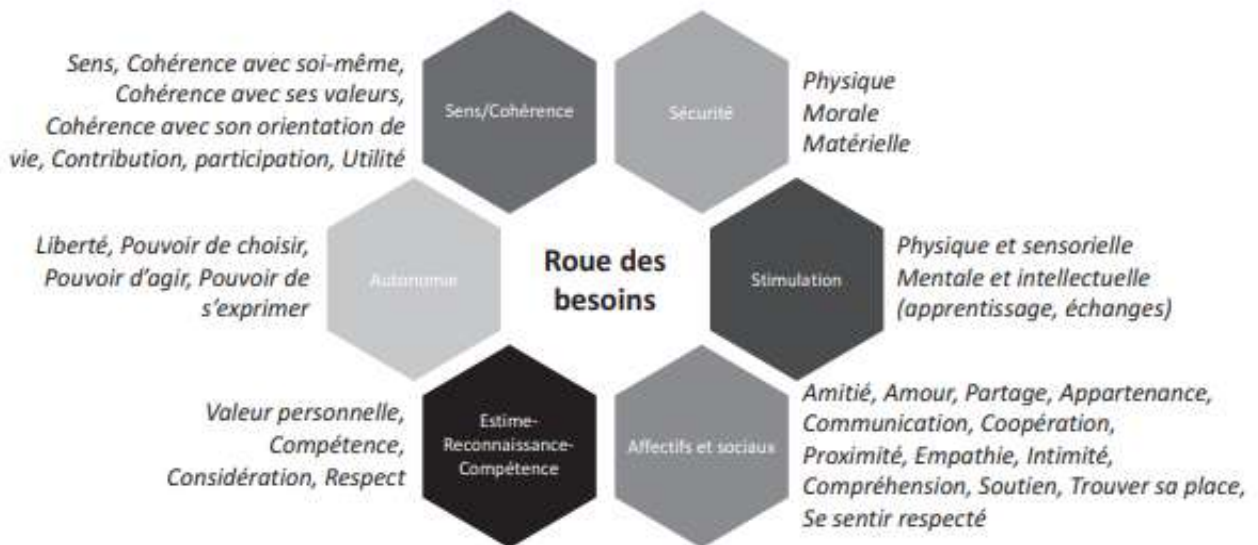 Sens, Cohérence avec soi-même,
Cohérence avec ses valeurs,
Cohérence avec son orientation de
vie, Contribution, participation, Utilité
Sens/Cohérence
Sécurité
Physique
Morale
Matérielle
Liberté, Pouvoir de choisir,
Pouvoir d'agir, Pouvoir de
s'exprimer
Autonomie
Roue des
besoins
Stimulation
Physique et sensorielle
Mentale et intellectuelle
(apprentissage, échanges)
Valeur personnelle,
Compétence,
Considération, Respect
Estime-
Reconnaissance-
Compétence
Affectifs et sociaux
Amitié, Amour, Partage, Appartenance,
Communication, Coopération,
Proximité, Empathie, Intimité,
Compréhension, Soutien, Trouver sa place,
Se sentir respecté